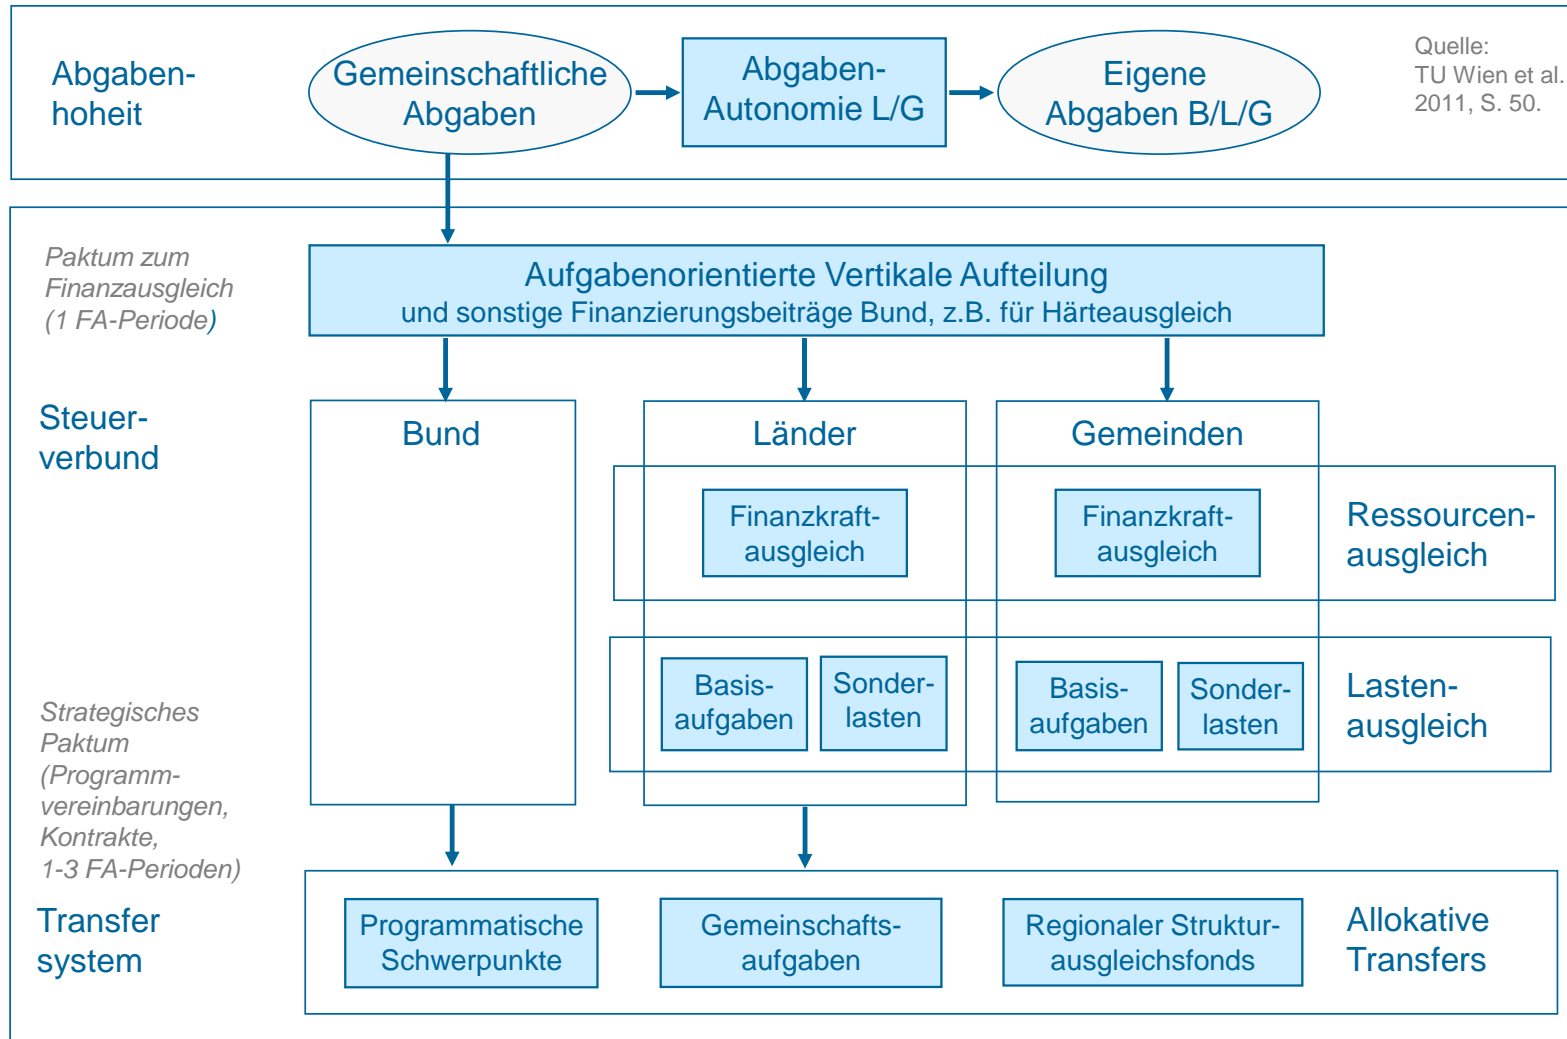 Abgaben-
hoheit
Gemeinschaftliche
Abgaben
Abgaben-
Autonomie L/G
Eigene
Abgaben B/L/G
Quelle:
TU Wien et al.
2011, S. 50.
Paktum zum
Finanzausgleich
(1 FA-Periode)
Aufgabenorientierte Vertikale Aufteilung
und sonstige Finanzierungsbeiträge Bund, z.B. für Härteausgleich
Steuer-
verbund
Bund
Länder
Gemeinden
Finanzkraft-
ausgleich
Finanzkraft-
ausgleich
Ressourcen-
ausgleich
Basis-
aufgaben
Sonder-
lasten
Basis-
aufgaben
Sonder-
lasten
Lasten-
ausgleich
Strategisches
Paktum
(Programm-
vereinbarungen,
Kontrakte,
1-3 FA-Perioden)
Transfer
system
Programmatische
Schwerpunkte
Gemeinschafts-
aufgaben
Regionaler Struktur-
ausgleichsfonds
Allokative
Transfers